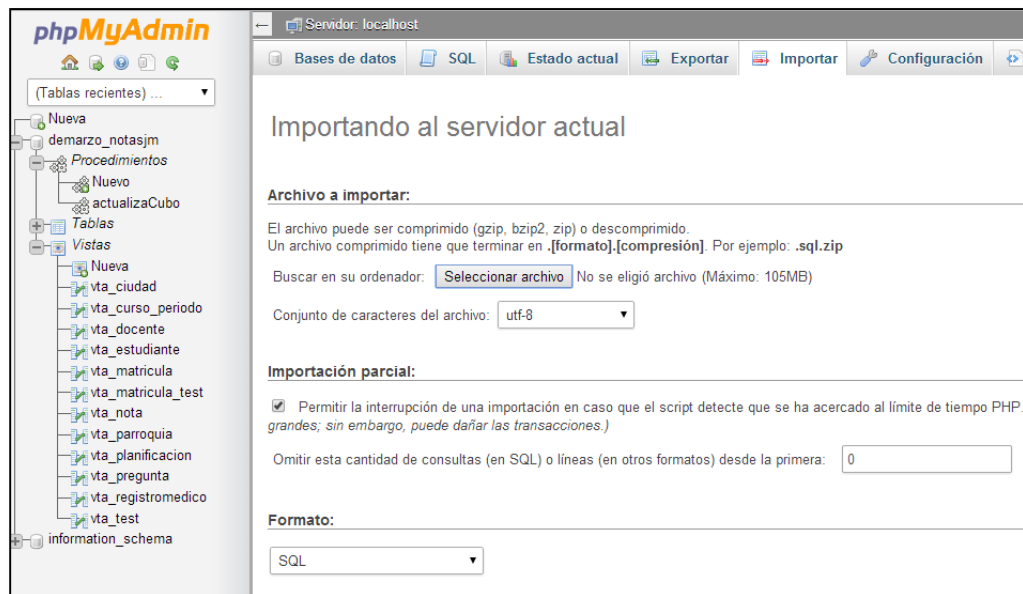 phpMyAdmin
(Tablas recientes) ...
Nueva
demarzo_notasjm
Procedimientos
Nuevo
actualizaCubo
Tablas
Vistas
Nueva
vta_ciudad
vta_curso_periodo
vta_docente
vta_estudiante
vta_matricula
vta_matricula_test
vta_nota
vta_parroquia
vta_planificacion
vta_pregunta
vta_registromedico
vta_test
information_schema
Servidor: localhost
Bases de datos SQL Estado actual Exportar Importar Configuración
Importando al servidor actual
Archivo a importar:
El archivo puede ser comprimido (gzip, bzip2, zip) o descomprimido.
Un archivo comprimido tiene que terminar en .[formato].[compresión]. Por ejemplo: .sql.zip
Buscar en su ordenador: Seleccionar archivo No se eligió archivo (Máximo: 105MB)
Conjunto de caracteres del archivo: utf-8
Importación parcial:
Permitir la interrupción de una importación en caso que el script detecte que se ha acercado al límite de tiempo PHP.
grandes; sin embargo, puede dañar las transacciones.)
Omitir esta cantidad de consultas (en SQL) o líneas (en otros formatos) desde la primera: 0
Formato:
SQL